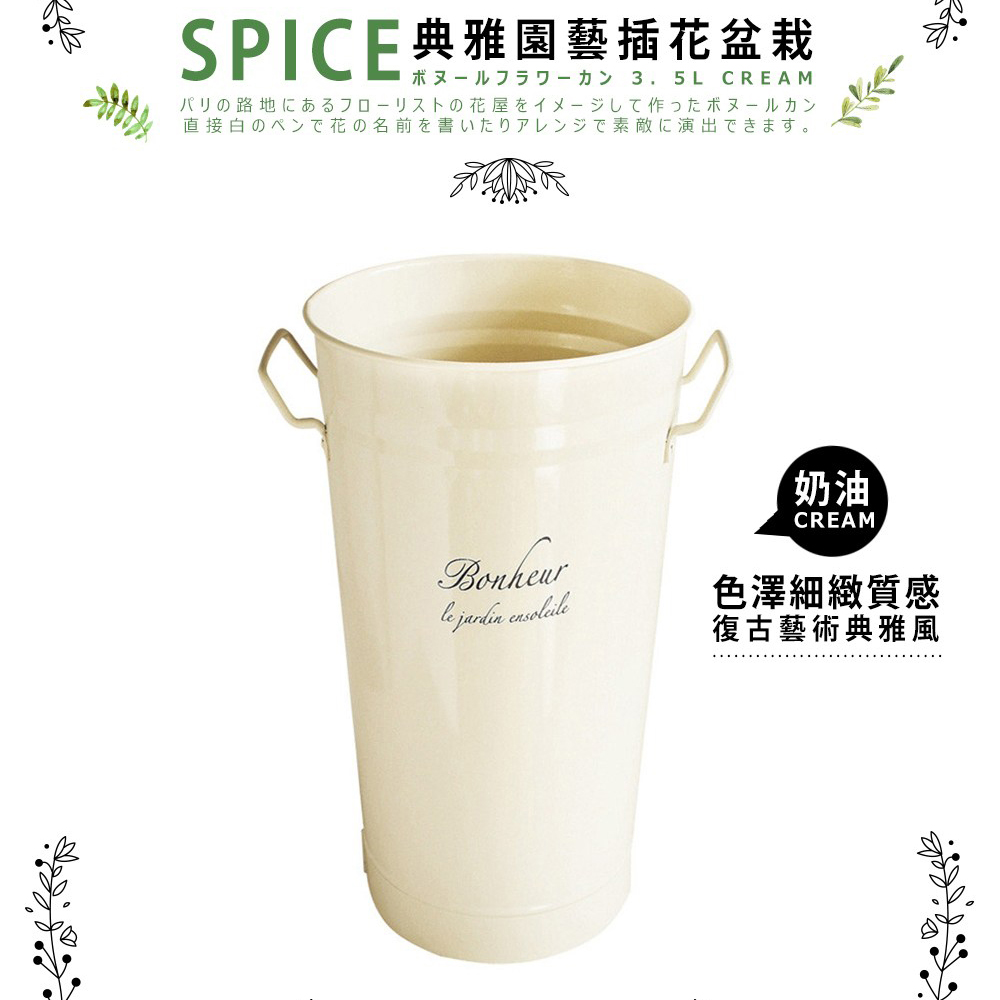 SPICE 典雅園藝插花盆栽
ボヌールフラワーカン 3. 5L CREAM
パリの路地にあるフローリストの花屋をイメージして作ったボヌールカン
直接白のペンで花の名前を書いたりアレンジで素敵に演出できます。
Bonheur
le jardin ensoleile
奶油
CREAM
色澤細緻質感
復古藝術典雅風